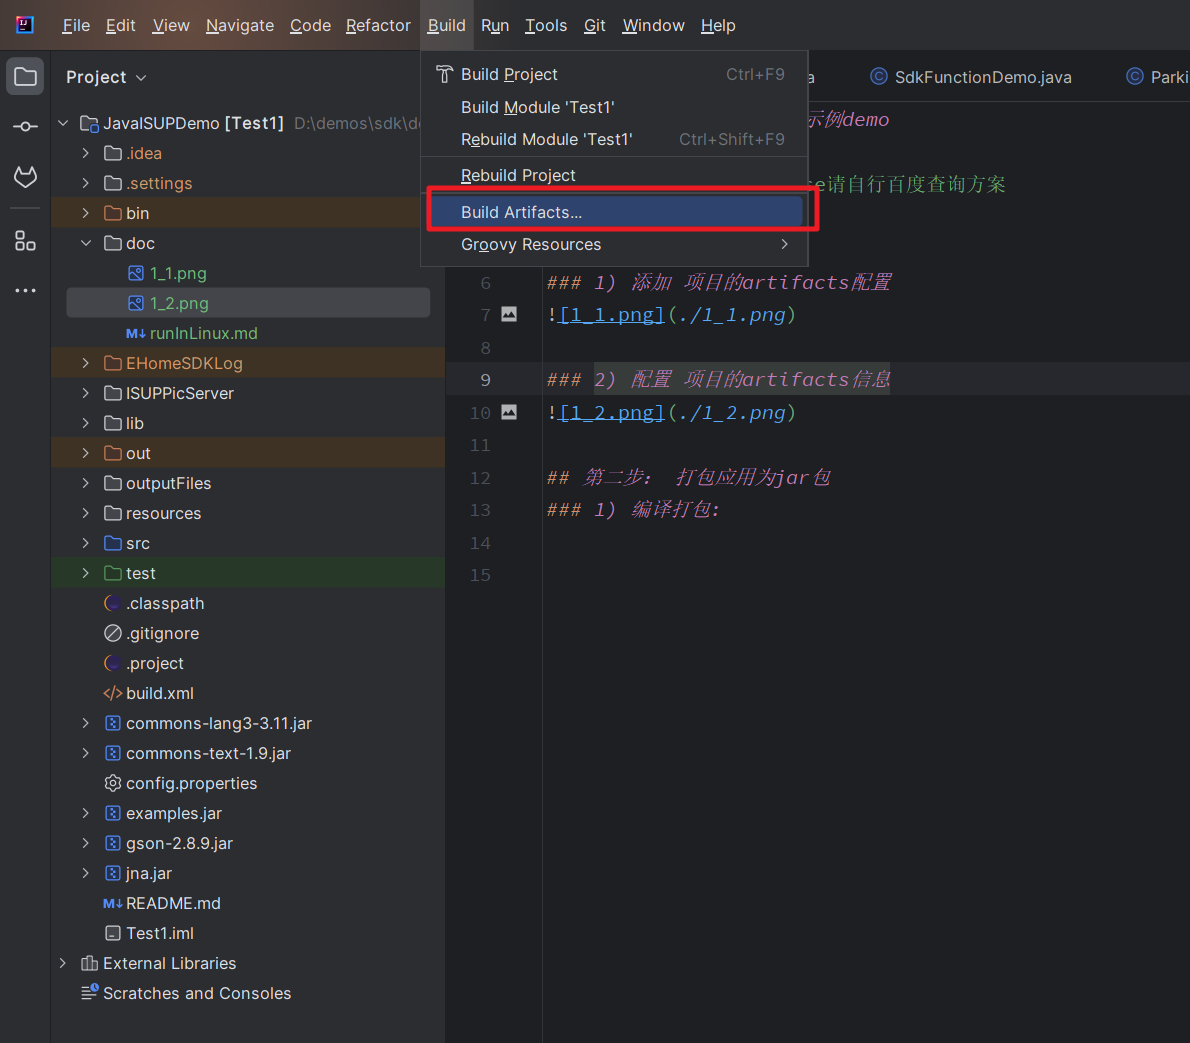 File Edit View Navigate Code Refactor Build Run Tools Git Window Help
Project
SdkFunctionDemo.java
Build Project Ctrl+F9
Build Module 'Test1'
Rebuild Module 'Test1' Ctrl+Shift+F9
Rebuild Project
Build Artifacts...
Groovy Resources
JavaISUPDemo [Test1] D:\demos\sdk\d
.idea
.settings
bin
doc
1_1.png
1_2.png
runInLinux.md
EHomeSDKLog
ISUPPicServer
lib
out
outputFiles
resources
src
test
.classpath
.gitignore
.project
build.xml
commons-lang3-3.11.jar
commons-text-1.9.jar
config.properties
examples.jar
gson-2.8.9.jar
jna.jar
README.md
Test1.iml
External Libraries
Scratches and Consoles
示例demo
e请自行百度查询方案
6 ### 1) 添加 项目的artifacts配置
7 ![1_1.png](./1_1.png)
8
9 ### 2) 配置 项目的artifacts信息
10 ![1_2.png](./1_2.png)
11
12 ## 第二步： 打包应用为jar包
13 ### 1) 编译打包:
14
15